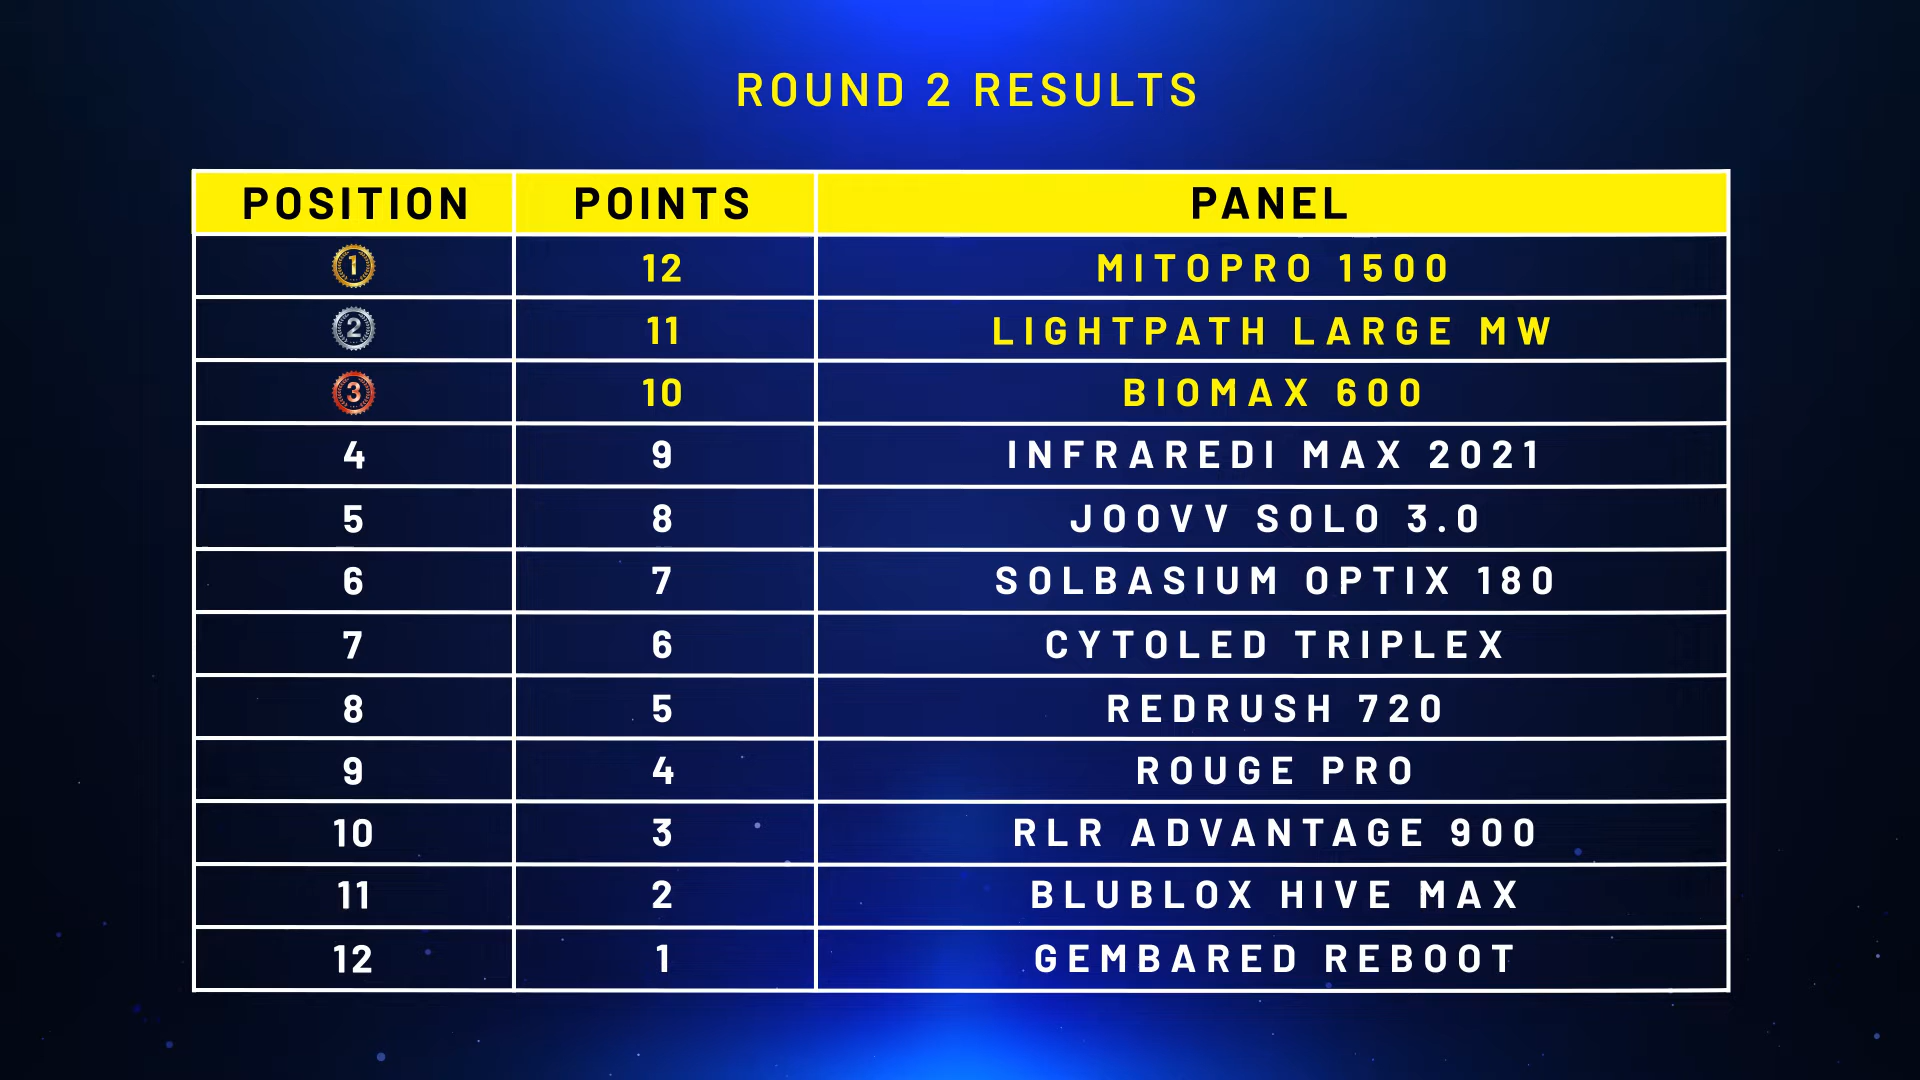 ROUND 2 RESULTS
POSITION POINTS PANEL
1 12 MITOPRO 1500
2 11 LIGHTPATH LARGE MW
3 10 BIOMAX 600
4 9 INFRAREDI MAX 2021
5 8 JOOVV SOLO 3.0
6 7 SOLBASIUM OPTIX 180
7 6 CYTOLED TRIPLEX
8 5 REDRUSH 720
9 4 ROUGE PRO
10 3 RLR ADVANTAGE 900
11 2 BLUBLOX HIVE MAX
12 1 GEMBARED REBOOT